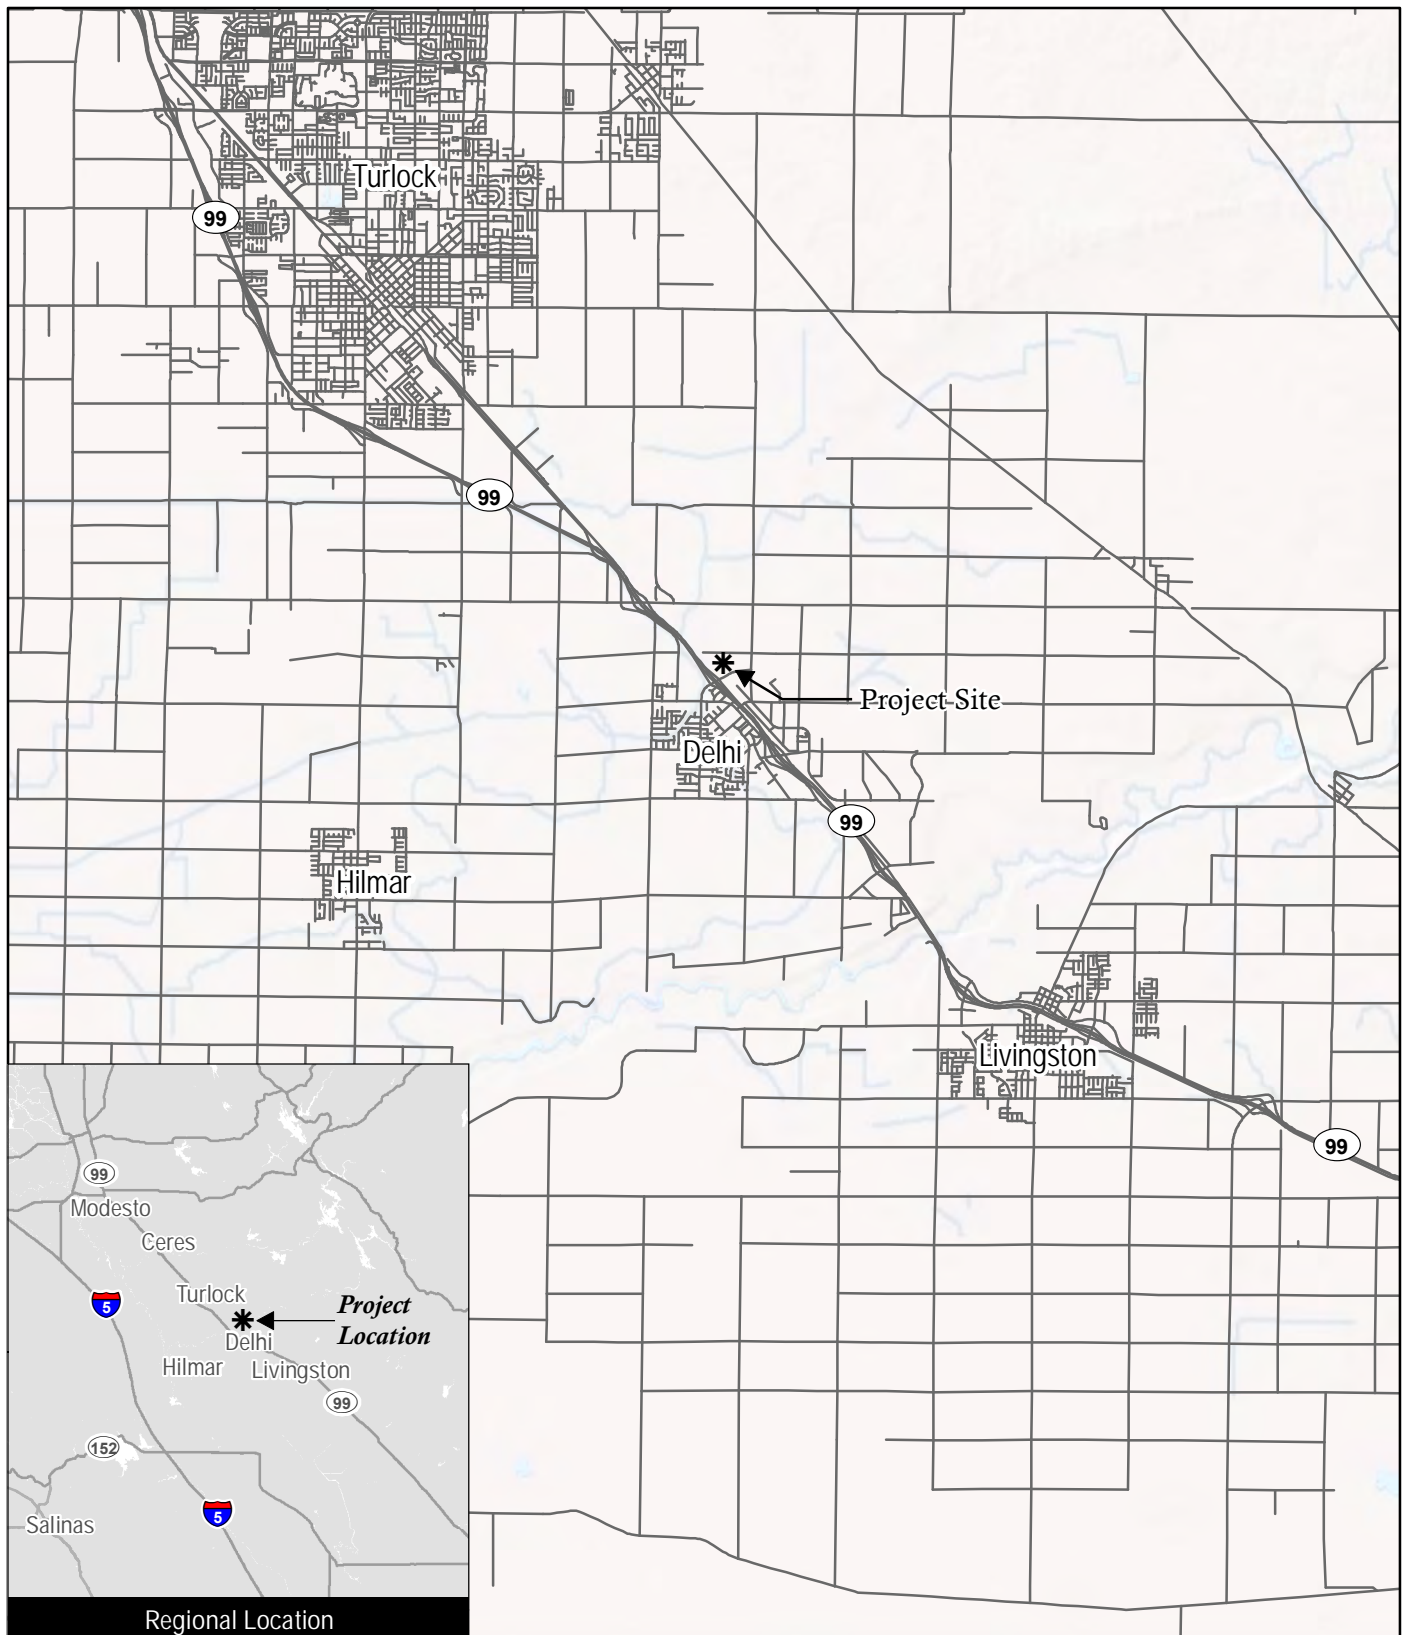 Turlock
99
99
Project Site
Delhi
99
Hilmar
Livingston
99
99
Modesto
Ceres
Turlock
5
Project
Location
Delhi
Hilmar
Livingston
99
152
5
Salinas
Regional Location